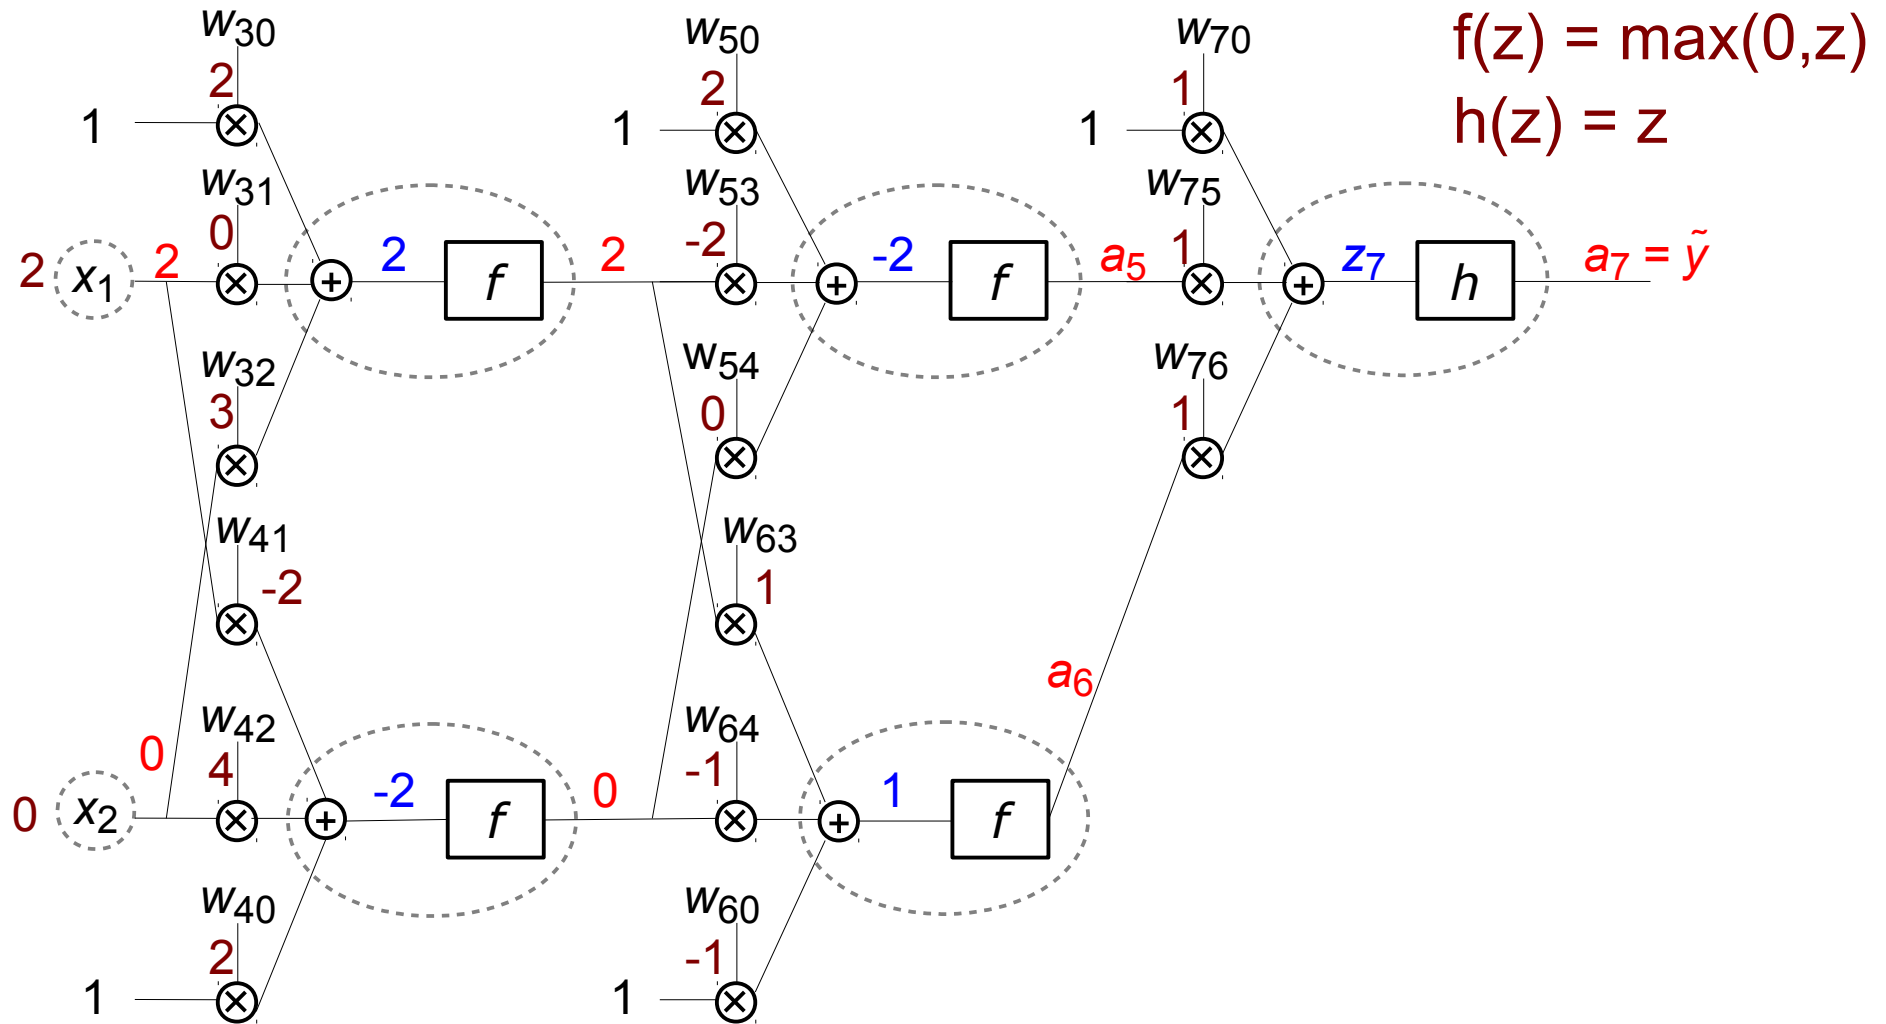 w30 w50 w70 f(z) = max(0,z)
2 2 1
1 1 1 h(z) = z
w31 w53 w75
0 -2 1
2 x1 2 2 f 2 -2 f a5 z7 h a7 = ỹ
w32 w54 w76
3 0 1
w41 w63
-2 1
a6
w42 w64
0 4 -1
0 x2 -2 f 0 1 f
w40 w60
2 -1
1 1